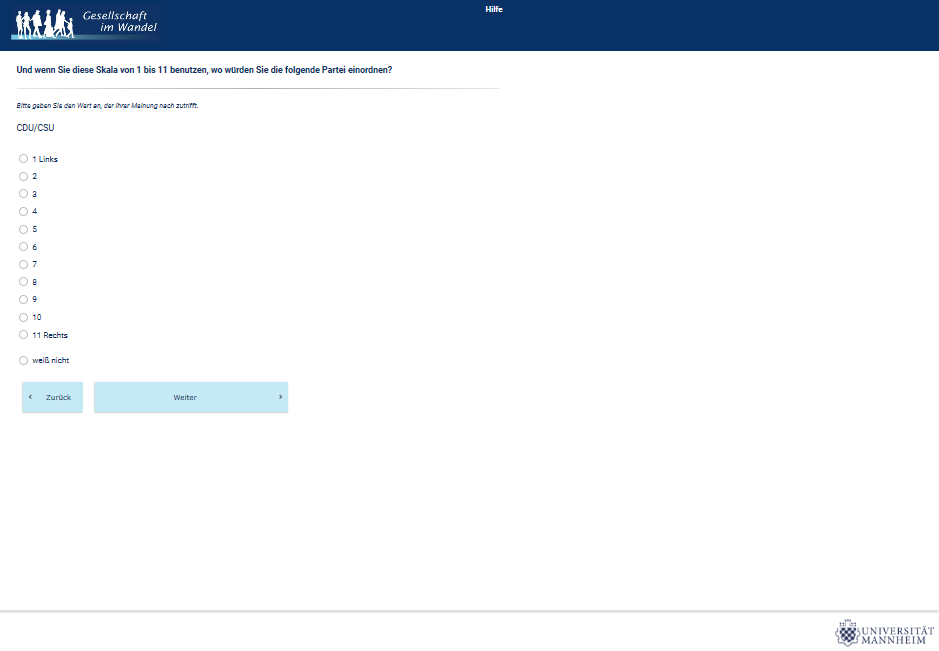 Gesellschaft
im Wandel
Hilfe
Und wenn Sie diese Skala von 1 bis 11 benutzen, wo würden Sie die folgende Partei einordnen?
Bitte geben Sie den Wert an, der Ihrer Meinung nach zutrifft.
CDU/CSU
1 Links
2
3
4
5
6
7
8
9
10
11 Rechts
weiß nicht
‹ Zurück
Weiter ›
UNIVERSITÄT
MANNHEIM